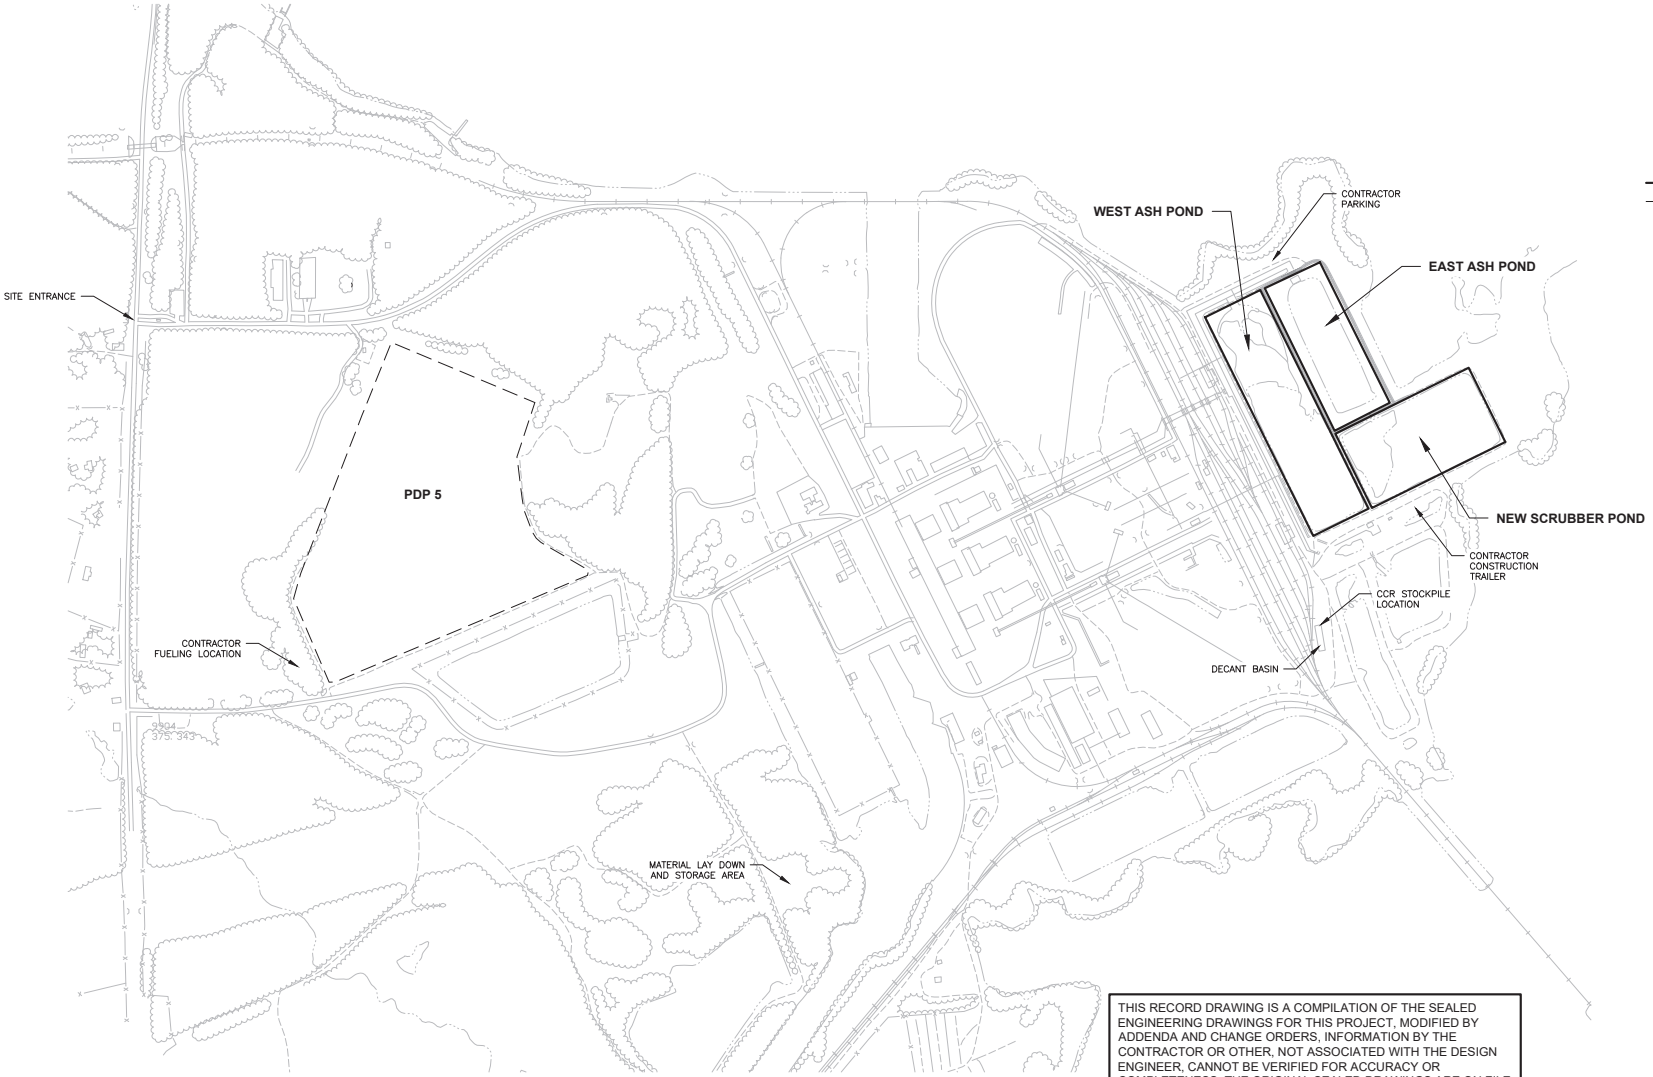 CONTRACTOR
PARKING
WEST ASH POND
EAST ASH POND
SITE ENTRANCE
PDP 5
NEW SCRUBBER POND
CONTRACTOR
CONSTRUCTION
TRAILER
CCR STOCKPILE
LOCATION
CONTRACTOR
FUELING LOCATION
DECANT BASIN
9904
375.343
MATERIAL LAY DOWN
AND STORAGE AREA
THIS RECORD DRAWING IS A COMPILATION OF THE SEALED
ENGINEERING DRAWINGS FOR THIS PROJECT, MODIFIED BY
ADDENDA AND CHANGE ORDERS, INFORMATION BY THE
CONTRACTOR OR OTHER, NOT ASSOCIATED WITH THE DESIGN
ENGINEER, CANNOT BE VERIFIED FOR ACCURACY OR